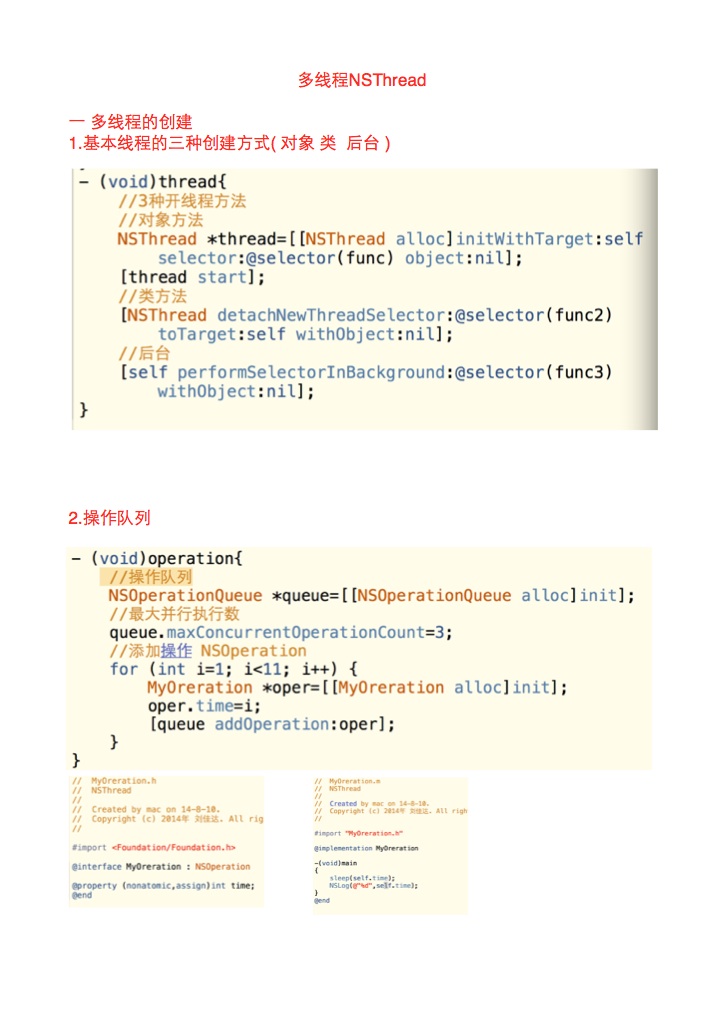 多线程NSThread
一 多线程的创建
1.基本线程的三种创建方式( 对象 类 后台 )
- (void)thread{
//3种开线程方法
//对象方法
NSThread *thread=[[NSThread alloc]initWithTarget:self
selector:@selector(func) object:nil];
[thread start];
//类方法
[NSThread detachNewThreadSelector:@selector(func2)
toTarget:self withObject:nil];
//后台
[self performSelectorInBackground:@selector(func3)
withObject:nil];
}
2.操作队列
- (void)operation{
//操作队列
NSOperationQueue *queue=[[NSOperationQueue alloc]init];
//最大并行执行数
queue.maxConcurrentOperationCount=3;
//添加操作 NSOperation
for (int i=1; i<11; i++) {
MyOreration *oper=[[MyOreration alloc]init];
oper.time=i;
[queue addOperation:oper];
}
}
// MyOreration.h
// NSThread
//
// Created by mac on 14-8-10.
// Copyright (c) 2014年 刘佳达. All rig
//
#import <Foundation/Foundation.h>
@interface MyOreration : NSOperation
@property (nonatomic,assign)int time;
@end
// MyOreration.m
// NSThread
//
// Created by mac on 14-8-10.
// Copyright (c) 2014年 刘佳达. All righ
//
#import "MyOreration.h"
@implementation MyOreration
-(void)main
{
sleep(self.time);
NSLog(@"%d",self.time);
}
@end